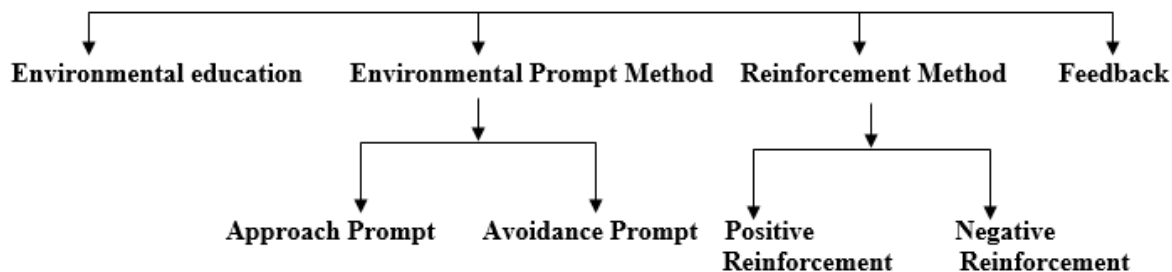 Environmental education Environmental Prompt Method Reinforcement Method Feedback
Approach Prompt Avoidance Prompt Positive Reinforcement Negative Reinforcement